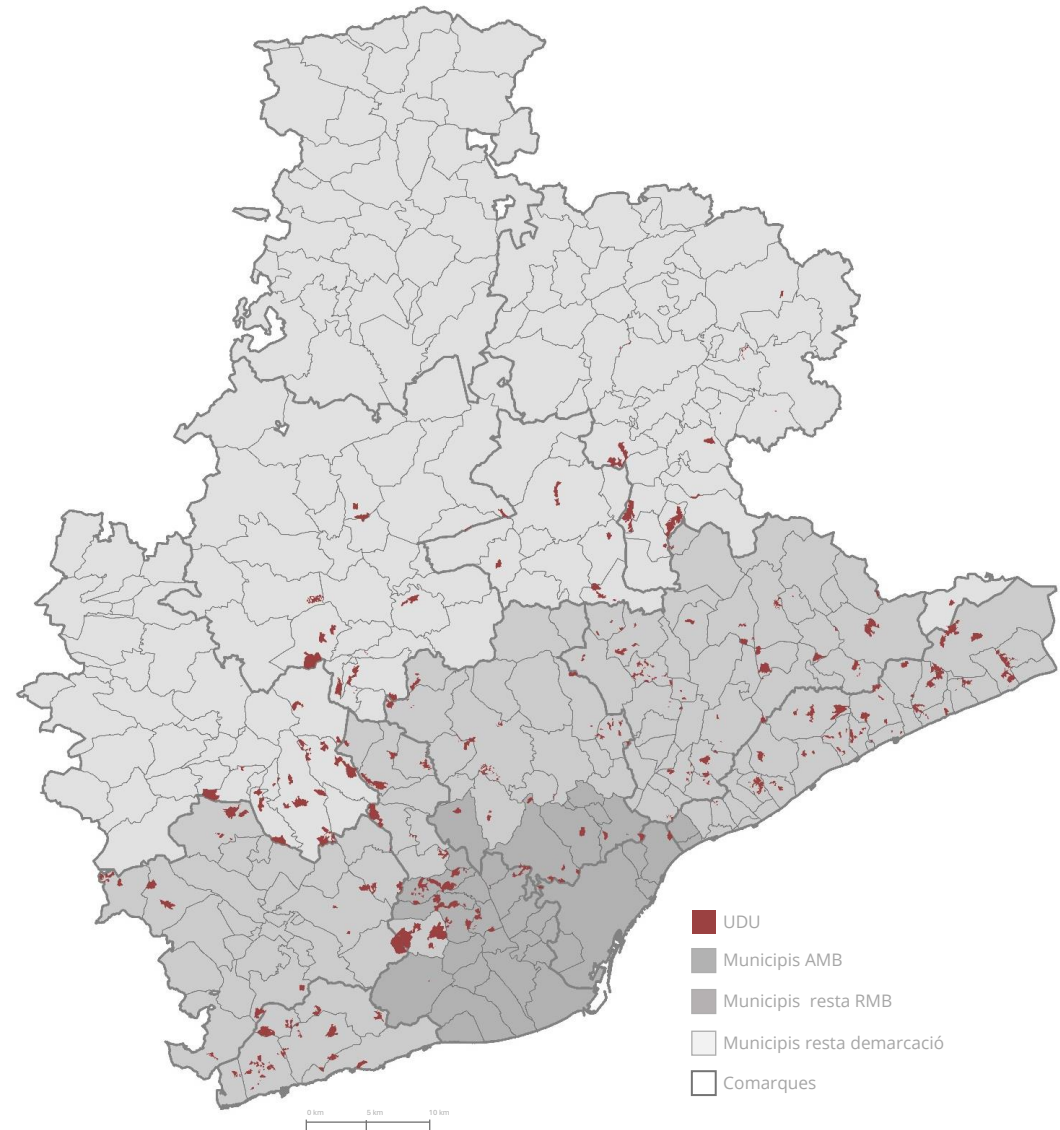 UDU
Municipis AMB
Municipis resta RMB
Municipis resta demarcació
Comarques
0 km 5 km 10 km